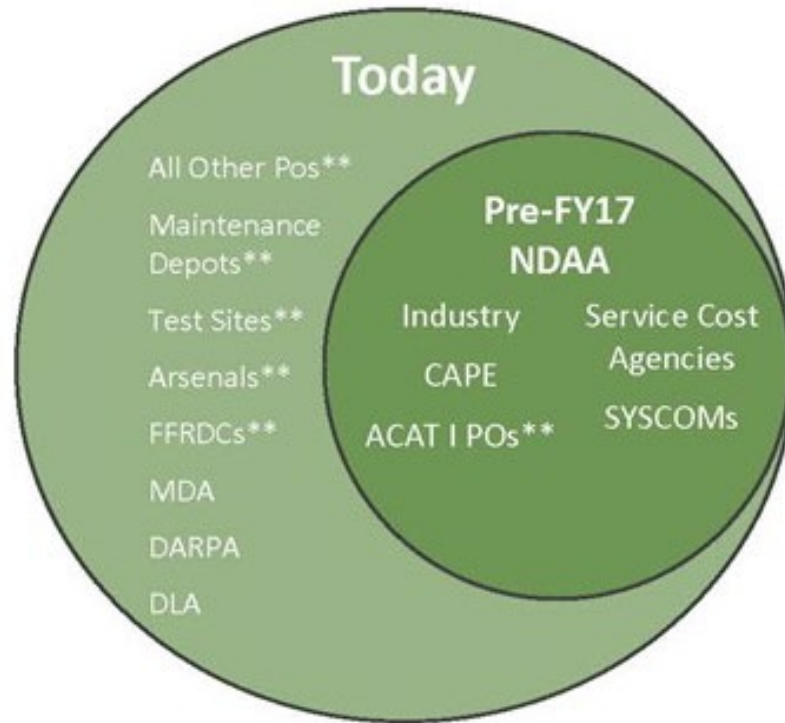 Today
All Other Pos**
Maintenance
Depots**
Test Sites**
Arsenals**
FFRDCs**
MDA
DARPA
DLA
Pre-FY17
NDAA
Industry
CAPE
ACAT I POs**
Service Cost
Agencies
SYSCOMs